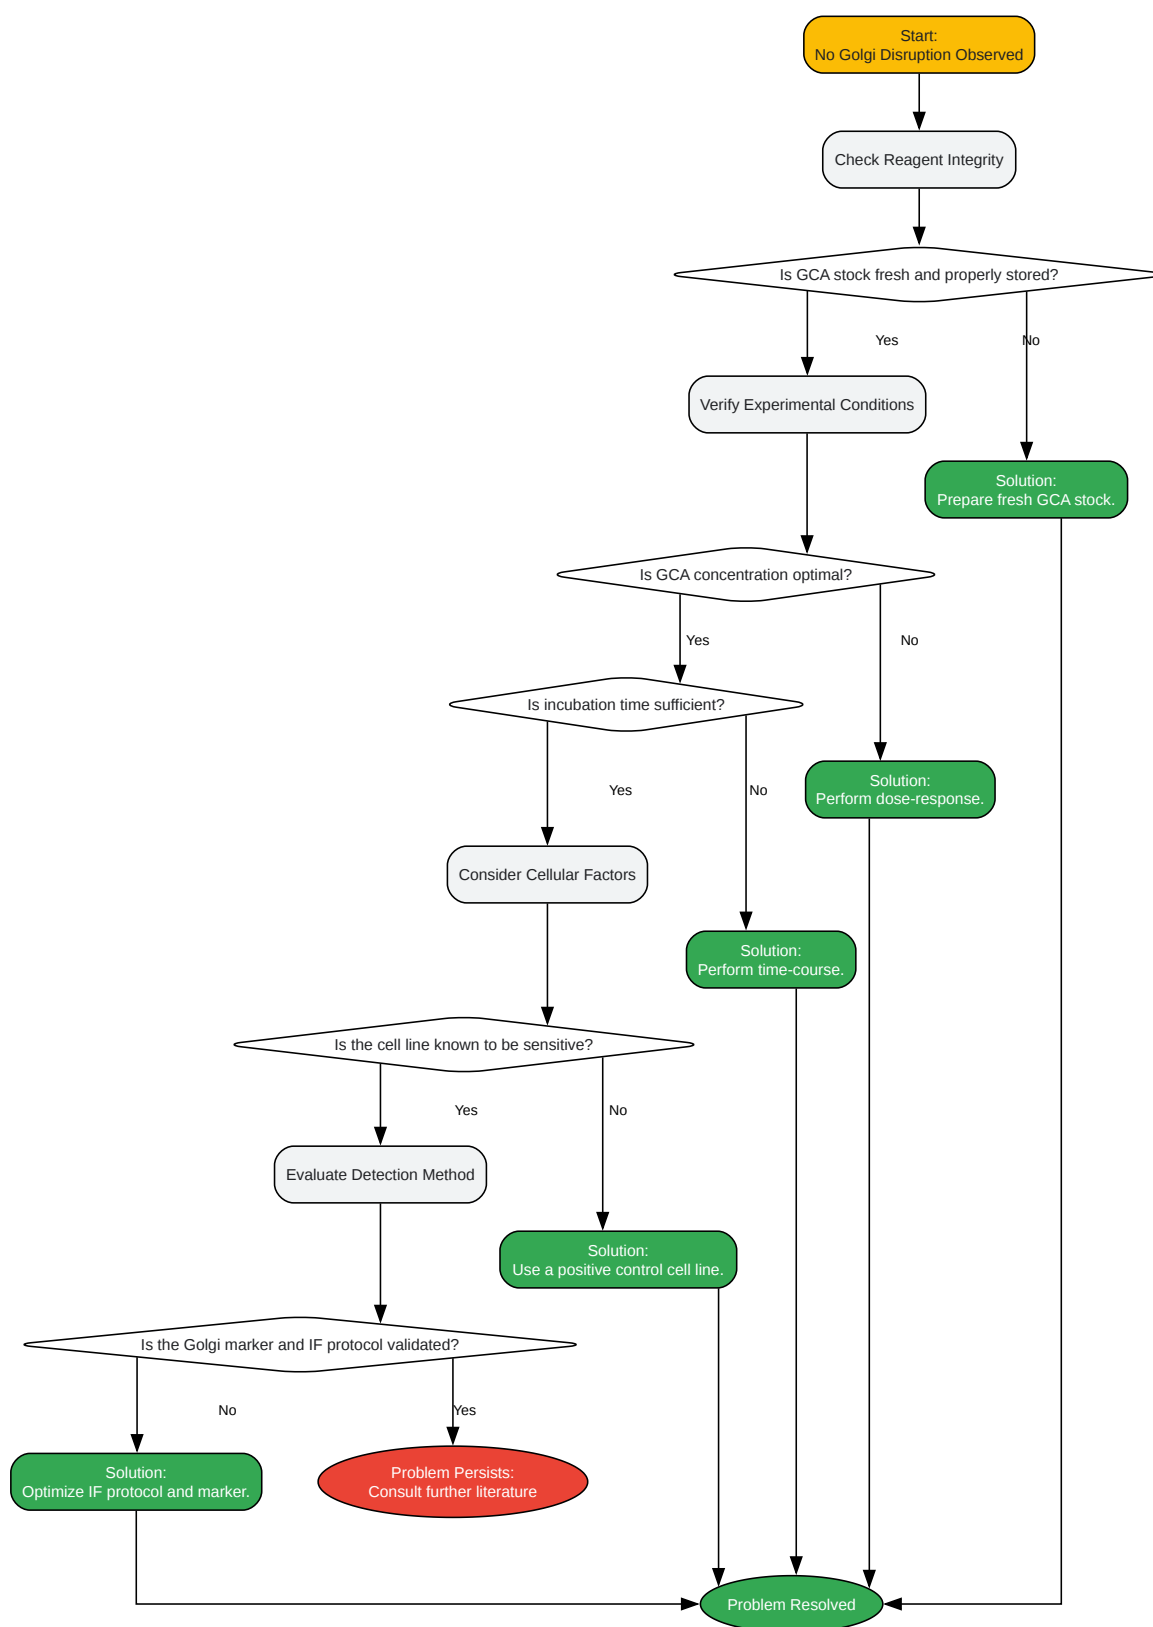 Start:
No Golgi Disruption Observed
Check Reagent Integrity
Is GCA stock fresh and properly stored?
Yes
No
Verify Experimental Conditions
Solution:
Prepare fresh GCA stock.
Is GCA concentration optimal?
Yes
No
Is incubation time sufficient?
Solution:
Perform dose-response.
Yes
No
Consider Cellular Factors
Solution:
Perform time-course.
Is the cell line known to be sensitive?
Yes
No
Evaluate Detection Method
Solution:
Use a positive control cell line.
Is the Golgi marker and IF protocol validated?
No
Yes
Solution:
Optimize IF protocol and marker.
Problem Persists:
Consult further literature
Problem Resolved